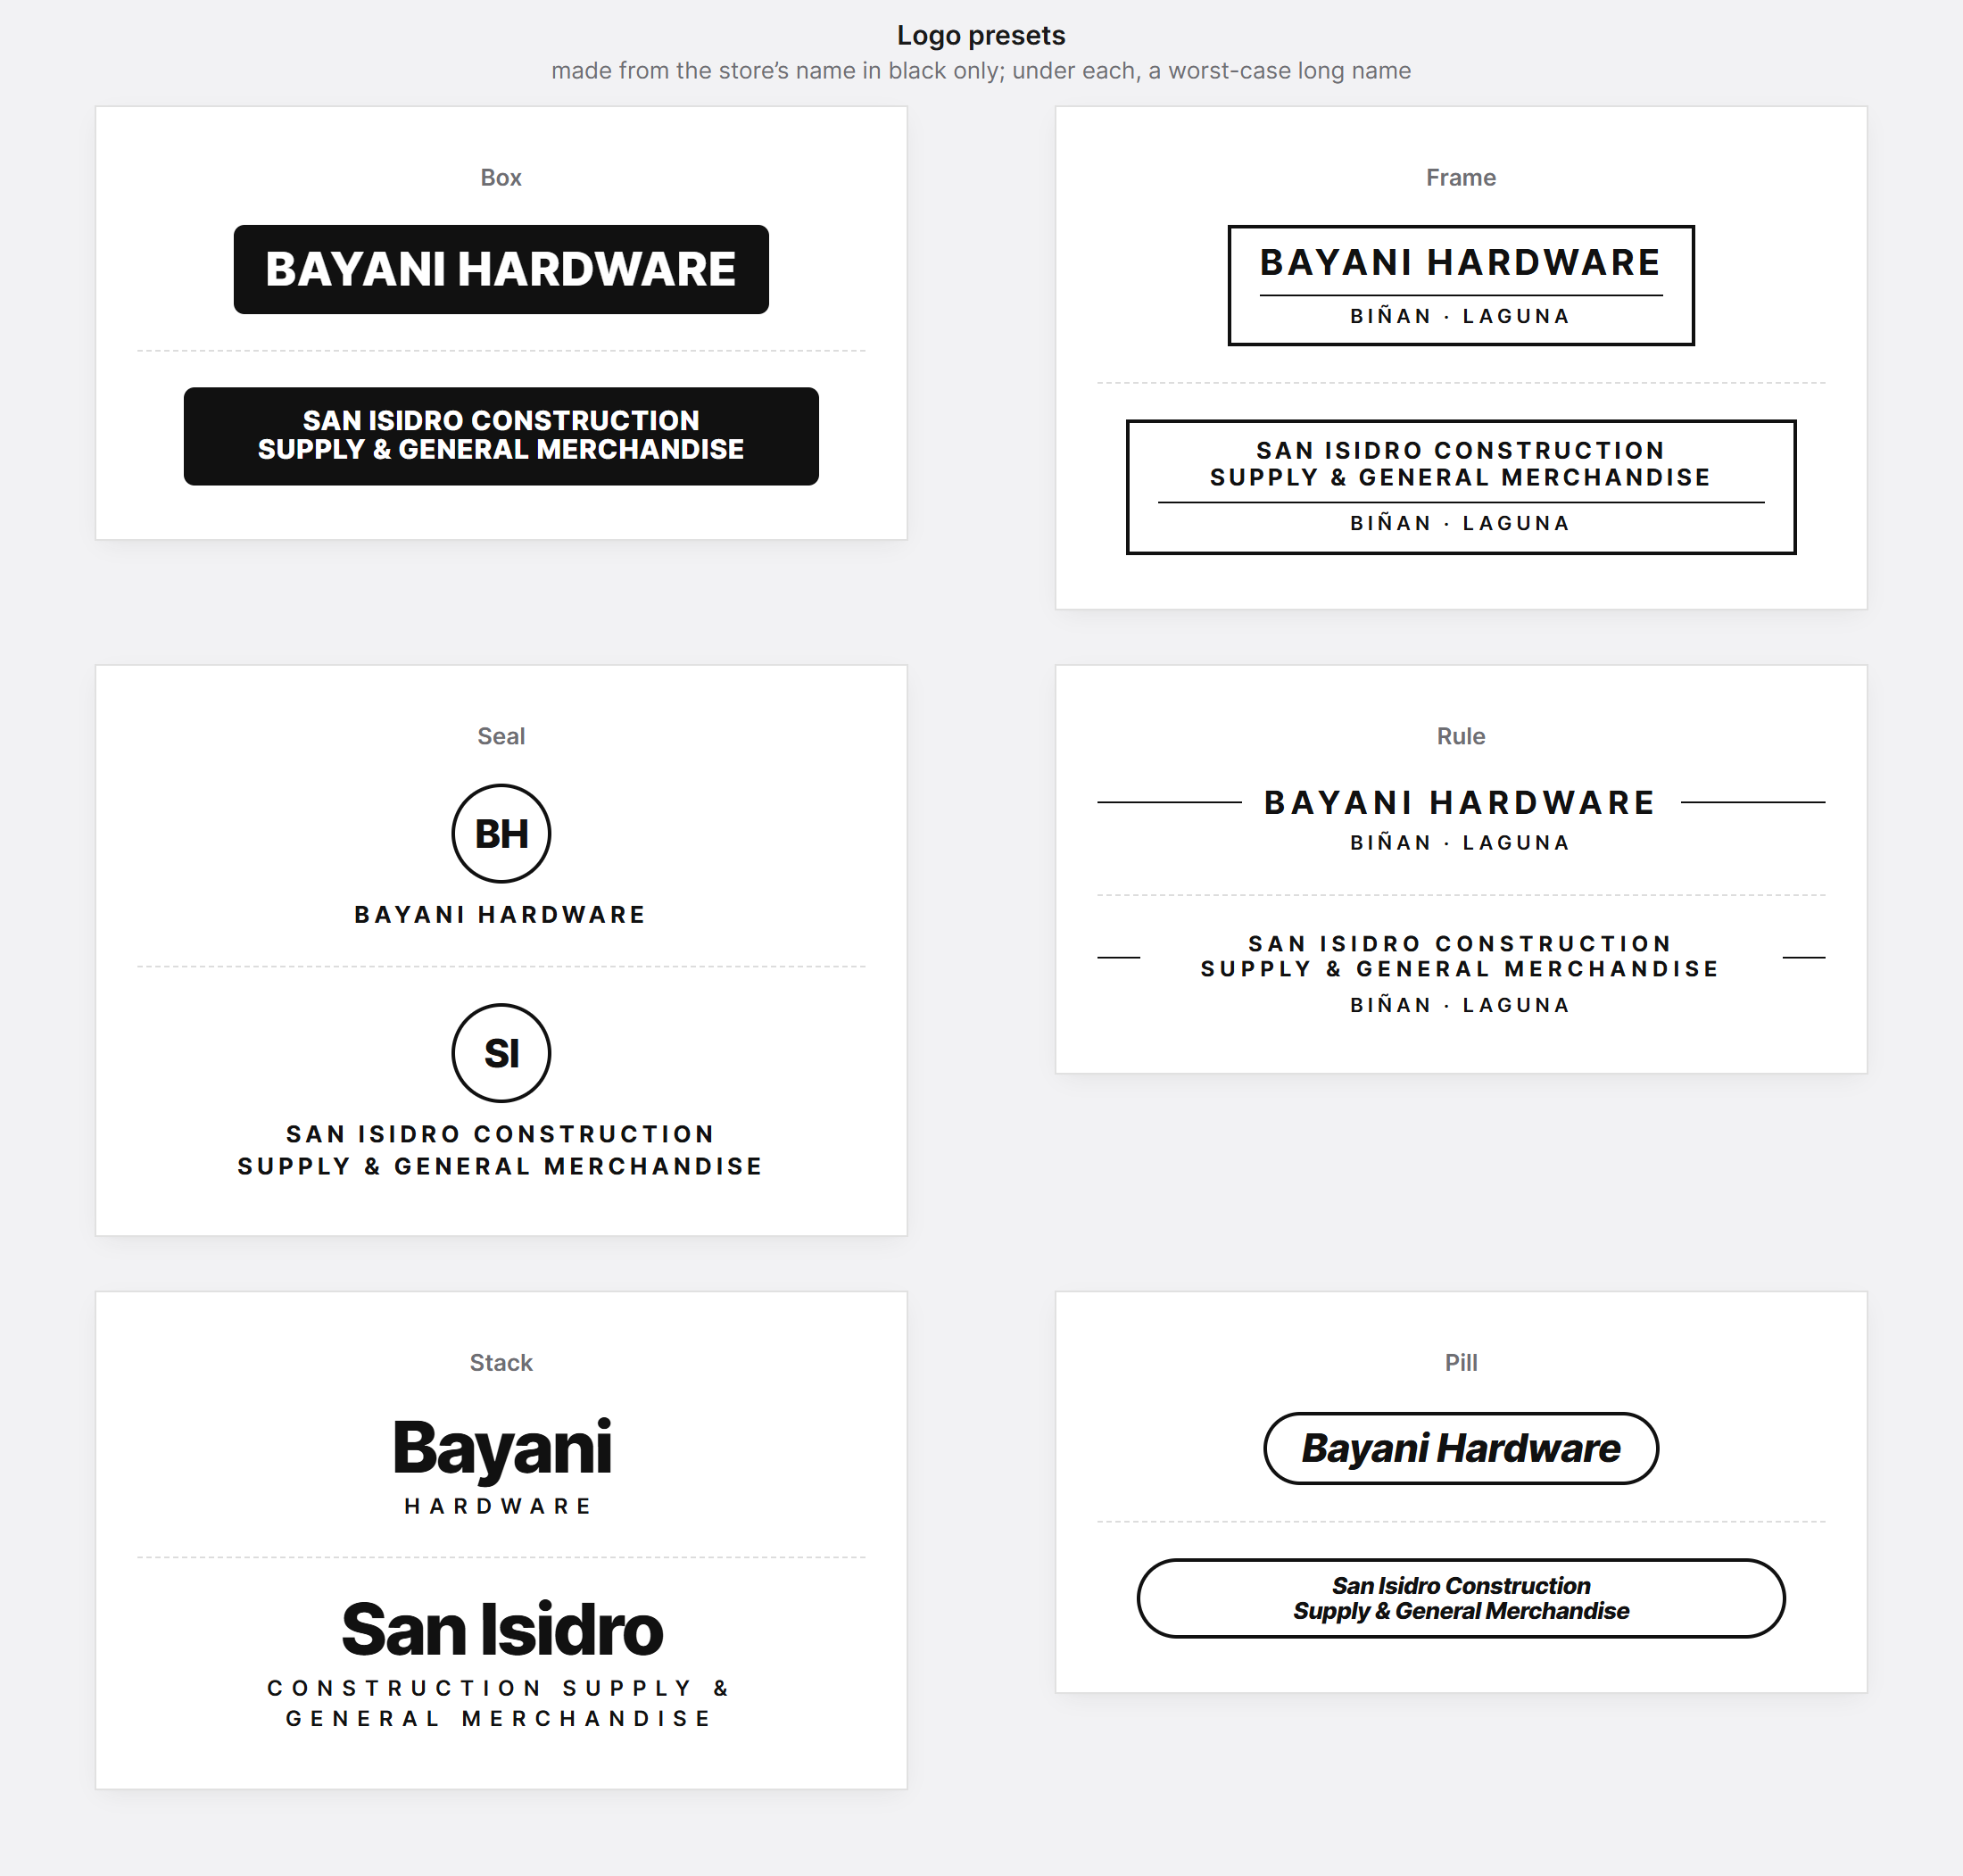 Logo presets
made from the store’s name in black only; under each, a worst-case long name
Box
BAYANI HARDWARE
SAN ISIDRO CONSTRUCTION
SUPPLY & GENERAL MERCHANDISE
Frame
BAYANI HARDWARE
BIÑAN · LAGUNA
SAN ISIDRO CONSTRUCTION
SUPPLY & GENERAL MERCHANDISE
BIÑAN · LAGUNA
Seal
BH
BAYANI HARDWARE
SI
SAN ISIDRO CONSTRUCTION
SUPPLY & GENERAL MERCHANDISE
Rule
BAYANI HARDWARE
BIÑAN · LAGUNA
SAN ISIDRO CONSTRUCTION
SUPPLY & GENERAL MERCHANDISE
BIÑAN · LAGUNA
Stack
Bayani
HARDWARE
San Isidro
CONSTRUCTION SUPPLY &
GENERAL MERCHANDISE
Pill
Bayani Hardware
San Isidro Construction
Supply & General Merchandise